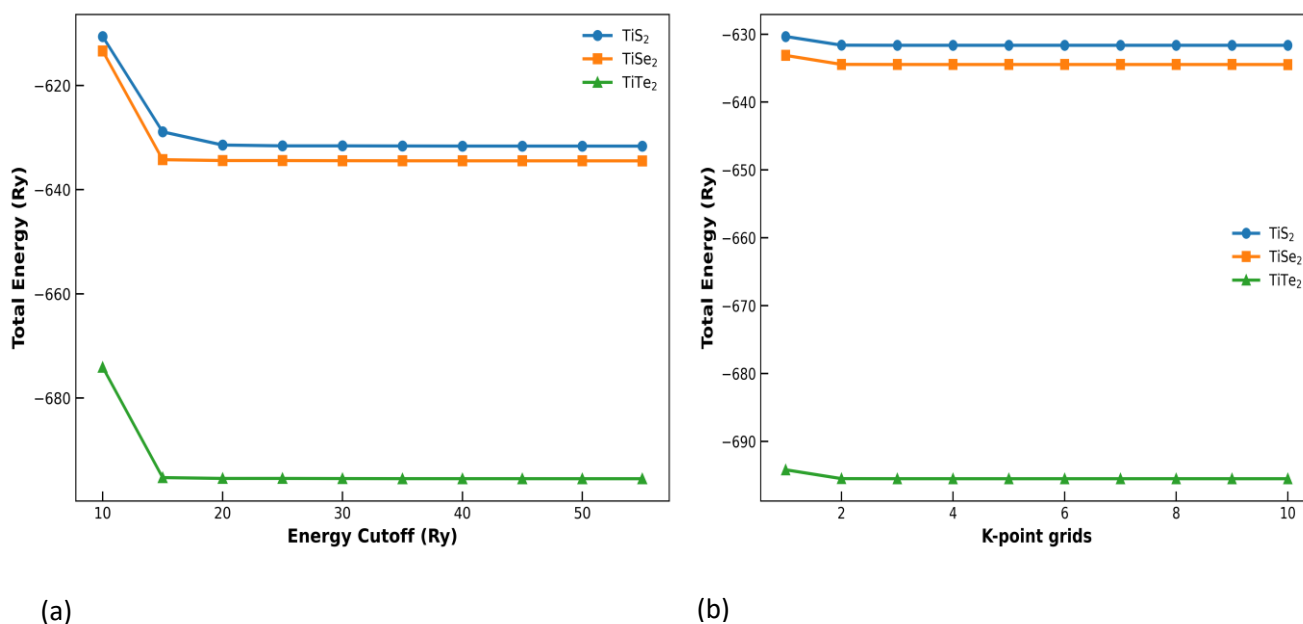 −620
−640
−660
−680
10
20
30
40
50
Total Energy (Ry)
Energy Cutoff (Ry)
TiS₂
TiSe₂
TiTe₂
(a)
−630
−640
−650
−660
−670
−680
−690
2
4
6
8
10
Total Energy (Ry)
K-point grids
TiS₂
TiSe₂
TiTe₂
(b)